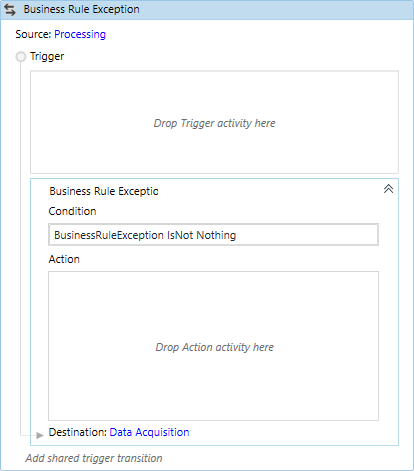 Business Rule Exception
Source: Processing
Trigger
Drop Trigger activity here
Business Rule Exceptio
Condition
BusinessRuleException IsNot Nothing
Action
Drop Action activity here
Destination: Data Acquisition
Add shared trigger transition